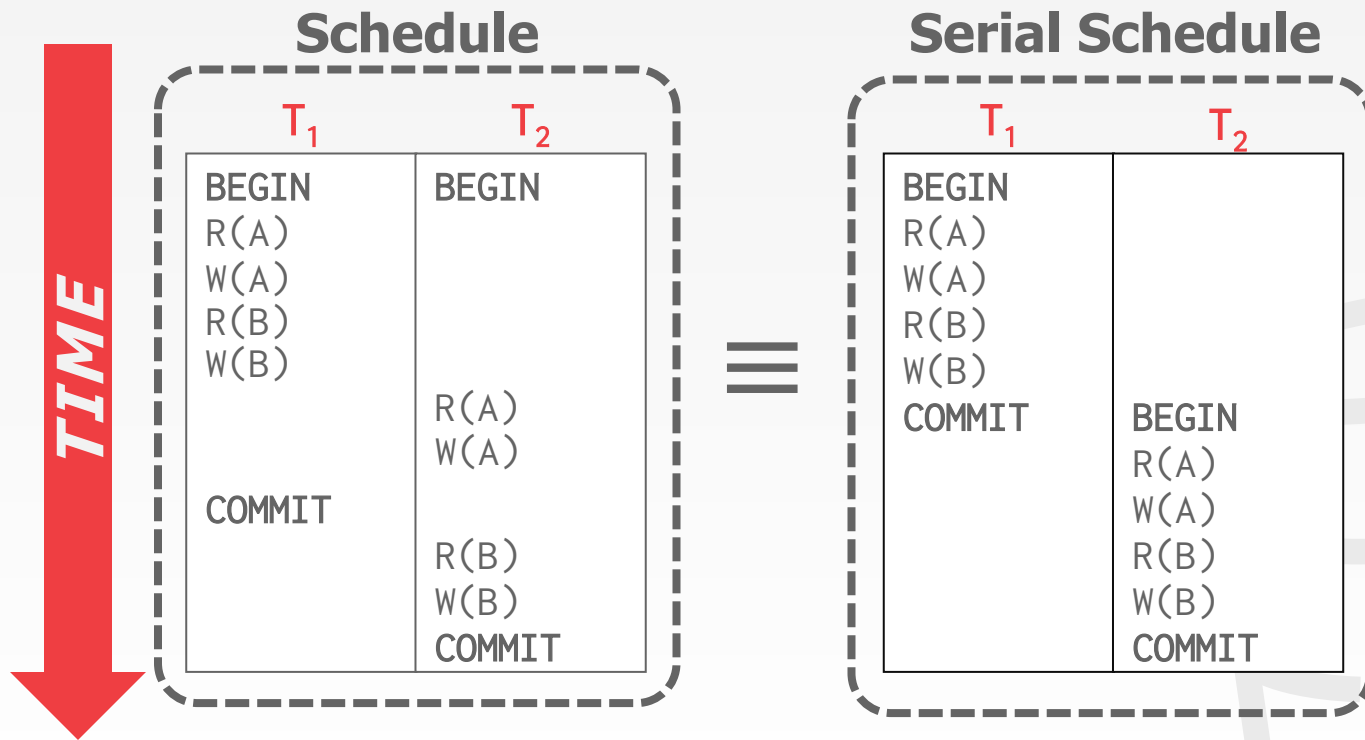 Schedule
Serial Schedule
TIME
T₁ T₂
BEGIN BEGIN
R(A)
W(A)
R(B)
W(B)
R(A)
W(A)
COMMIT
R(B)
W(B)
COMMIT
≡
T₁ T₂
BEGIN
R(A)
W(A)
R(B)
W(B)
COMMIT BEGIN
R(A)
W(A)
R(B)
W(B)
COMMIT